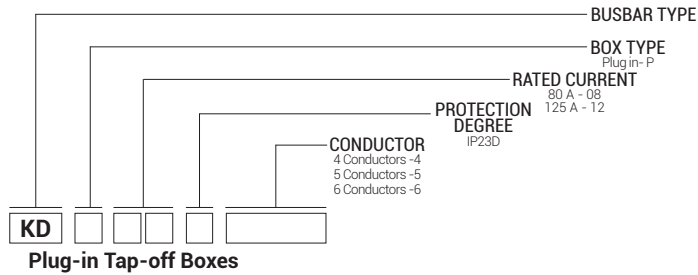 BUSBAR TYPE
BOX TYPE
Plug in- P
RATED CURRENT
80 A - 08
125 A - 12
PROTECTION
DEGREE
IP23D
CONDUCTOR
4 Conductors -4
5 Conductors -5
6 Conductors -6
KD
Plug-in Tap-off Boxes